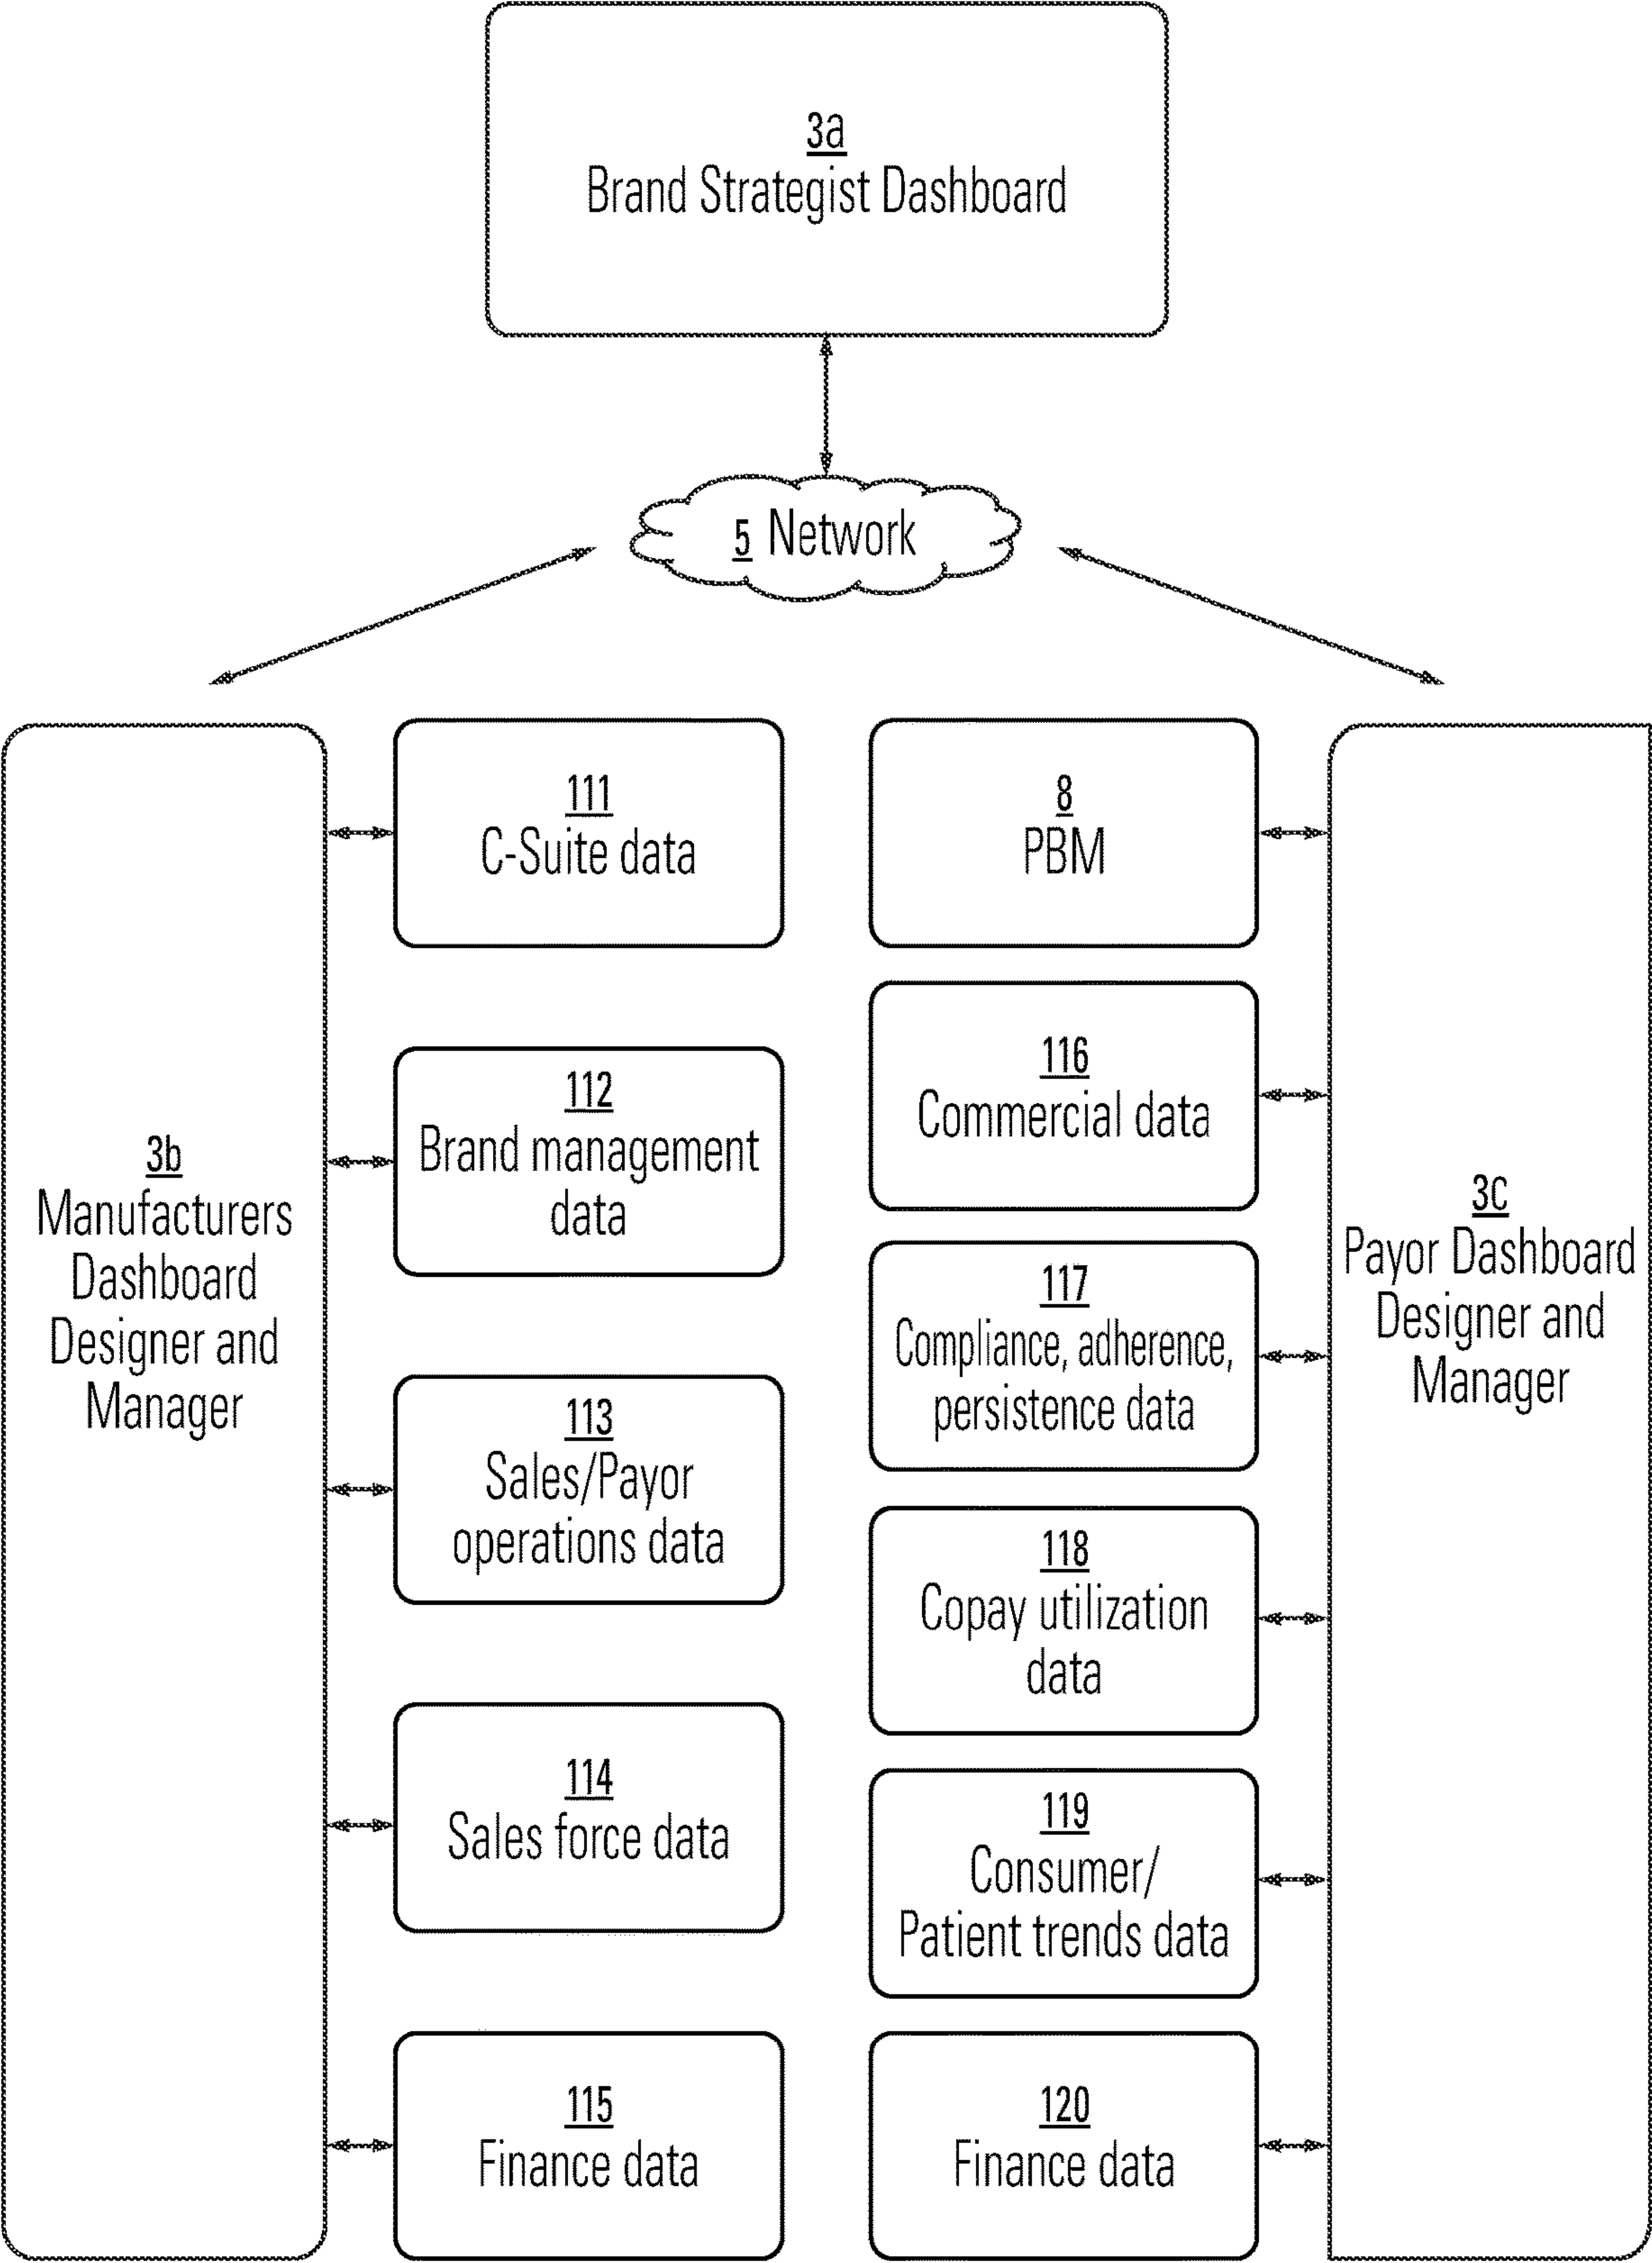 3a
Brand Strategist Dashboard
5 Network
3b
Manufacturers
Dashboard
Designer and
Manager
111
C-Suite data
112
Brand management
data
113
Sales/Payor
operations data
114
Sales force data
115
Finance data
8
PBM
116
Commercial data
117
Compliance, adherence,
persistence data
118
Copay utilization
data
119
Consumer/
Patient trends data
120
Finance data
3c
Payor Dashboard
Designer and
Manager